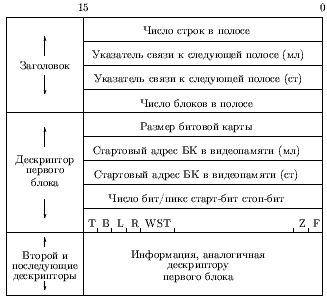 15 0
Заголовок
Число строк в полосе
Указатель связи к следующей полосе (мл)
Указатель связи к следующей полосе (ст)
Число блоков в полосе
Дескриптор
первого
блока
Размер битовой карты
Стартовый адрес БК в видеопамяти (мл)
Стартовый адрес БК в видеопамяти (ст)
Число бит/пикс старт-бит стоп-бит
T B L R WST Z F
Второй и
последующие
дескрипторы
Информация, аналогичная
дескриптору
первого блока